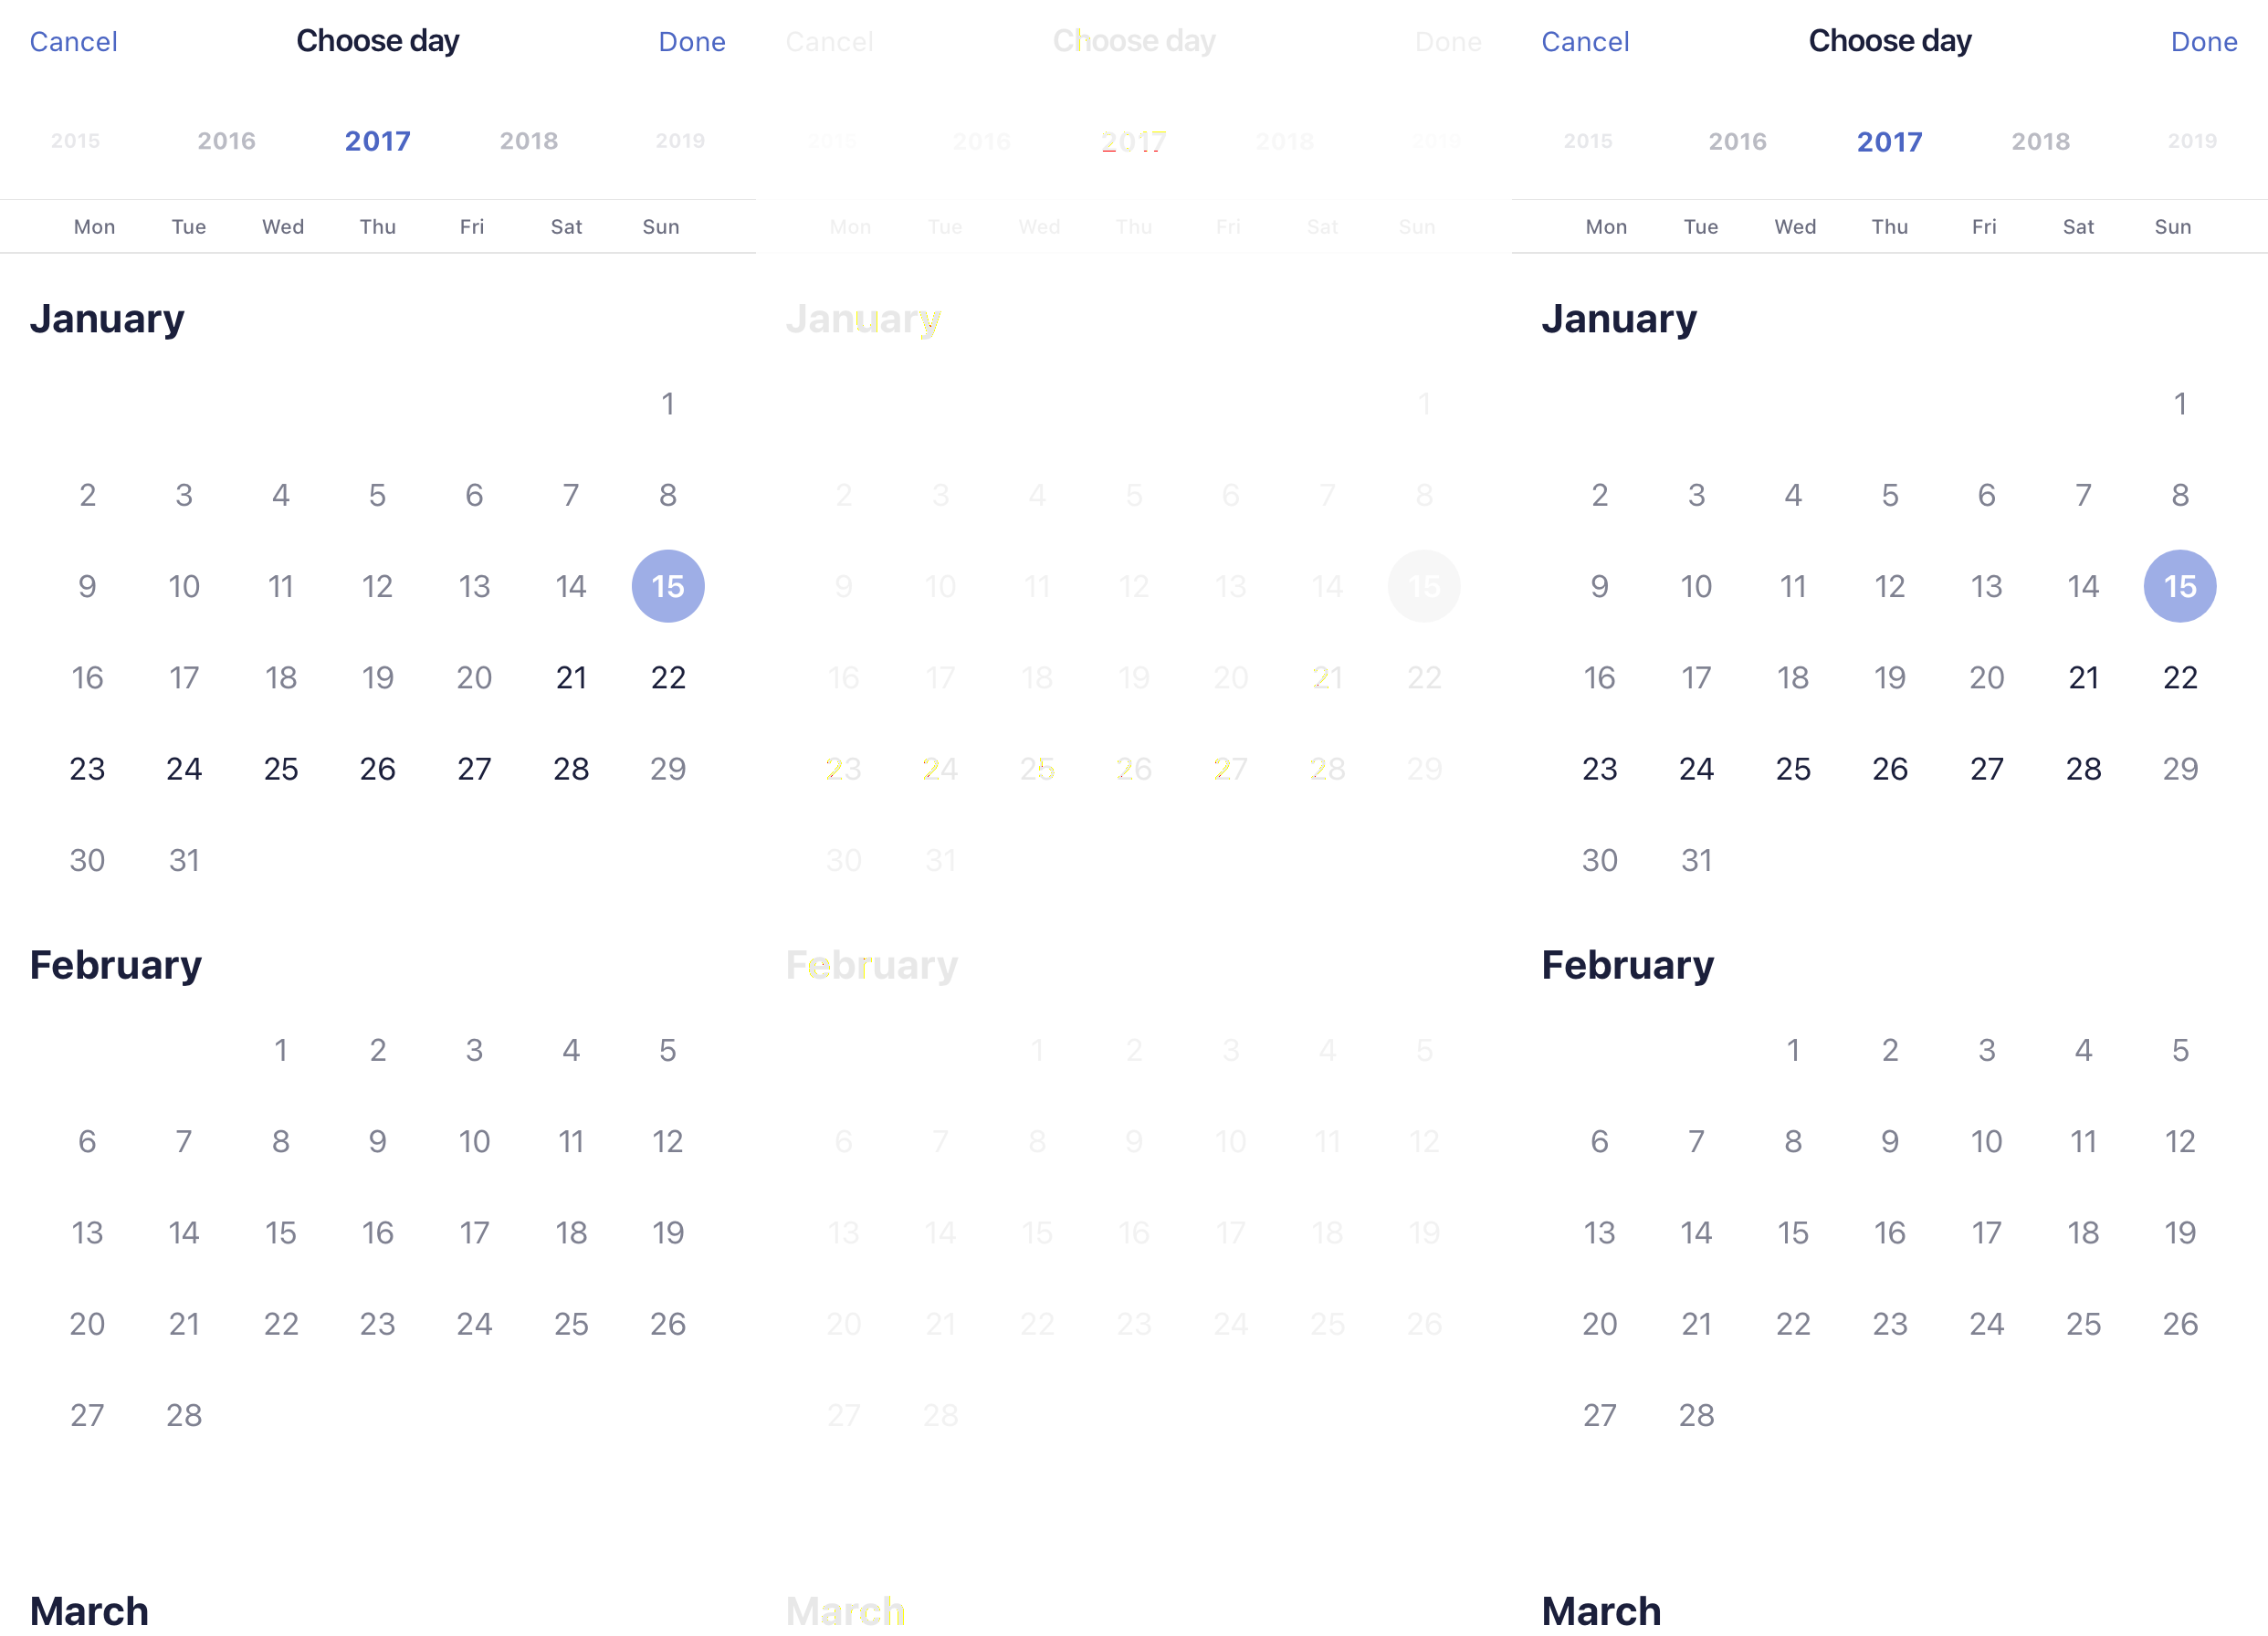 Cancel Choose day Done
2015 2016 2017 2018 2019
Mon Tue Wed Thu Fri Sat Sun
January
1
2 3 4 5 6 7 8
9 10 11 12 13 14 15
16 17 18 19 20 21 22
23 24 25 26 27 28 29
30 31
February
1 2 3 4 5
6 7 8 9 10 11 12
13 14 15 16 17 18 19
20 21 22 23 24 25 26
27 28
March
Cancel Choose day Done
2015 2016 2017 2018 2019
Mon Tue Wed Thu Fri Sat Sun
January
1
2 3 4 5 6 7 8
9 10 11 12 13 14 15
16 17 18 19 20 21 22
23 24 25 26 27 28 29
30 31
February
1 2 3 4 5
6 7 8 9 10 11 12
13 14 15 16 17 18 19
20 21 22 23 24 25 26
27 28
March
Cancel Choose day Done
2015 2016 2017 2018 2019
Mon Tue Wed Thu Fri Sat Sun
January
1
2 3 4 5 6 7 8
9 10 11 12 13 14 15
16 17 18 19 20 21 22
23 24 25 26 27 28 29
30 31
February
1 2 3 4 5
6 7 8 9 10 11 12
13 14 15 16 17 18 19
20 21 22 23 24 25 26
27 28
March